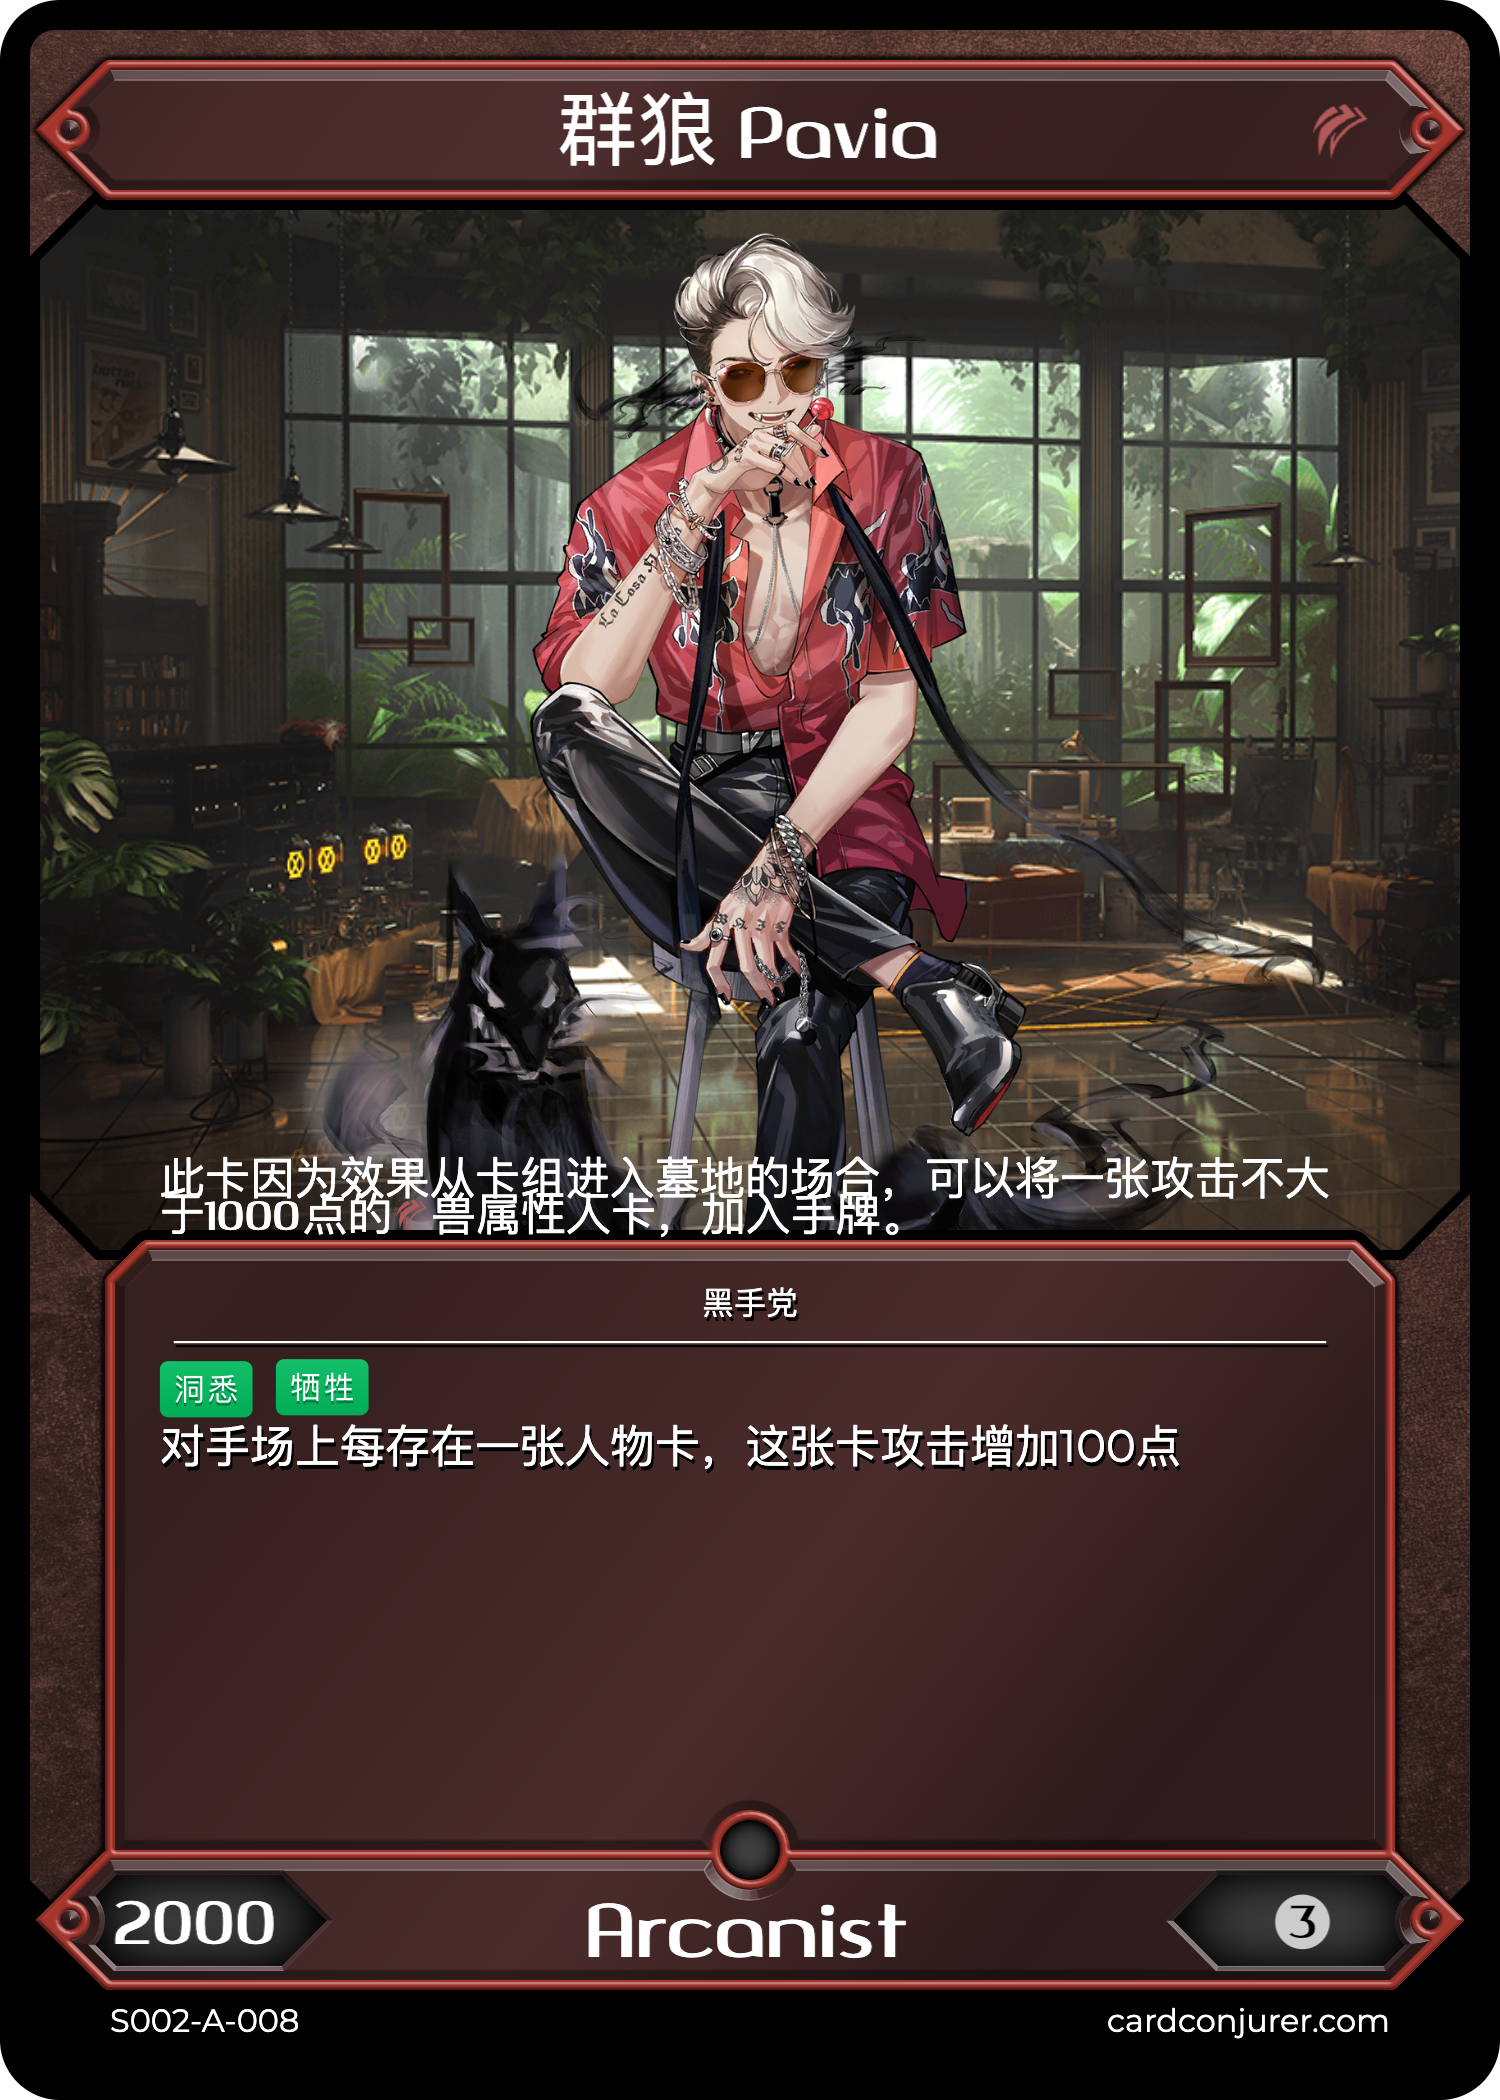 群狼 Pavia
La Cosa N
此卡因为效果从卡组进入墓地的场合，可以将一张攻击不大
于1000点的兽属性人卡，加入手牌。
黑手党
洞悉 牺牲
对手场上每存在一张人物卡，这张卡攻击增加100点
2000
Arcanist
3
S002-A-008
cardconjurer.com